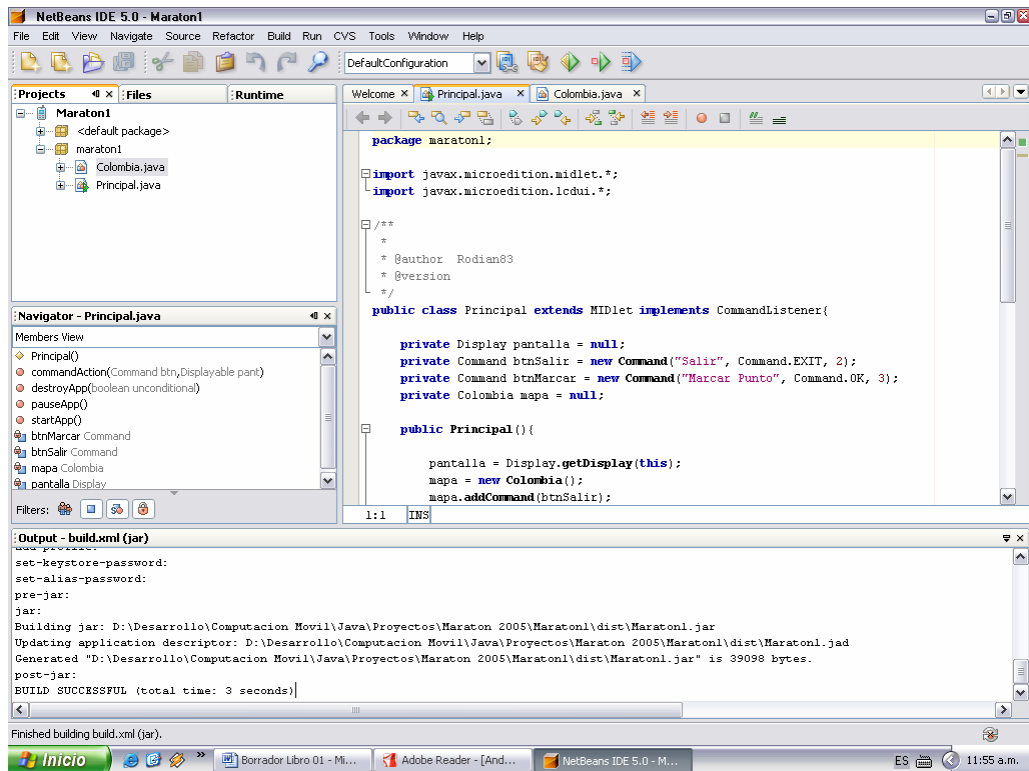 NetBeans IDE 5.0 - Maraton1
File Edit View Navigate Source Refactor Build Run CVS Tools Window Help
DefaultConfiguration
Projects Files Runtime
Maraton1
<default package>
maraton1
Colombia.java
Principal.java
Navigator - Principal.java
Members View
Principal()
commandAction(Command btn,Displayable pant)
destroyApp(boolean unconditional)
pauseApp()
startApp()
btnMarcar Command
btnSalir Command
mapa Colombia
pantalla Display
Filters:
Welcome Principal.java Colombia.java
package maraton1;
import javax.microedition.midlet.*;
import javax.microedition.lcdui.*;
/**
*
* @author Rodian83
* @version
*/
public class Principal extends MIDlet implements CommandListener{
private Display pantalla = null;
private Command btnSalir = new Command("Salir", Command.EXIT, 2);
private Command btnMarcar = new Command("Marcar Punto", Command.OK, 3);
private Colombia mapa = null;
public Principal(){
pantalla = Display.getDisplay(this);
mapa = new Colombia();
mapa.addCommand(btnSalir);
1:1 INS
Output - build.xml (jar)
add-profile:
set-keystore-password:
set-alias-password:
pre-jar:
jar:
Building jar: D:\Desarrollo\Computacion Movil\Java\Proyectos\Maraton 2005\Maraton1\dist\Maraton1.jar
Updating application descriptor: D:\Desarrollo\Computacion Movil\Java\Proyectos\Maraton 2005\Maraton1\dist\Maraton1.jad
Generated "D:\Desarrollo\Computacion Movil\Java\Proyectos\Maraton 2005\Maraton1\dist\Maraton1.jar" is 39098 bytes.
post-jar:
BUILD SUCCESSFUL (total time: 3 seconds)
Finished building build.xml (jar).
Inicio » Borrador Libro 01 - Mi... Adobe Reader - [And... NetBeans IDE 5.0 - M... ES 11:55 a.m.